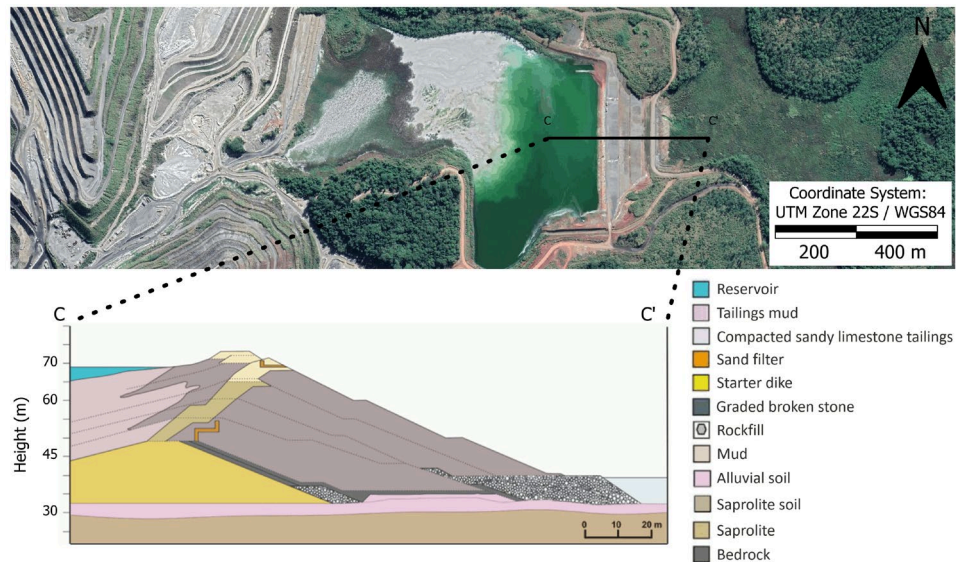 N
C
C'
Coordinate System:
UTM Zone 22S / WGS84
200 400 m
C
C'
Height (m)
70
60
45
30
0 10 20 m
Reservoir
Tailings mud
Compacted sandy limestone tailings
Sand filter
Starter dike
Graded broken stone
Rockfill
Mud
Alluvial soil
Saprolite soil
Saprolite
Bedrock